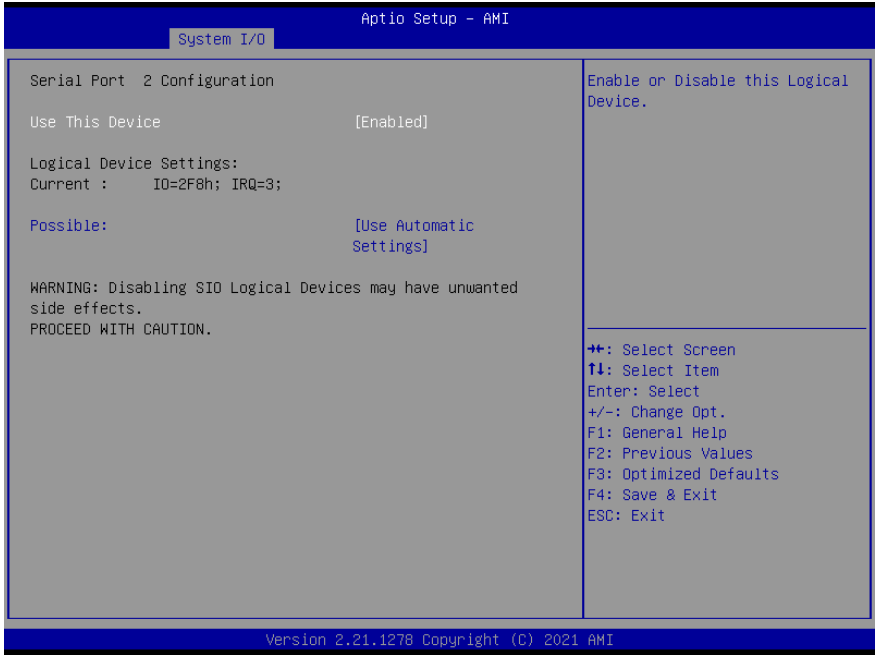 Aptio Setup – AMI
System I/O
Serial Port  2 Configuration
Use This Device [Enabled]
Logical Device Settings:
Current :     IO=2F8h; IRQ=3;
Possible: [Use Automatic
Settings]
WARNING: Disabling SIO Logical Devices may have unwanted
side effects.
PROCEED WITH CAUTION.
Enable or Disable this Logical
Device.
→←: Select Screen
↑↓: Select Item
Enter: Select
+/-: Change Opt.
F1: General Help
F2: Previous Values
F3: Optimized Defaults
F4: Save & Exit
ESC: Exit
Version 2.21.1278 Copyright (C) 2021 AMI